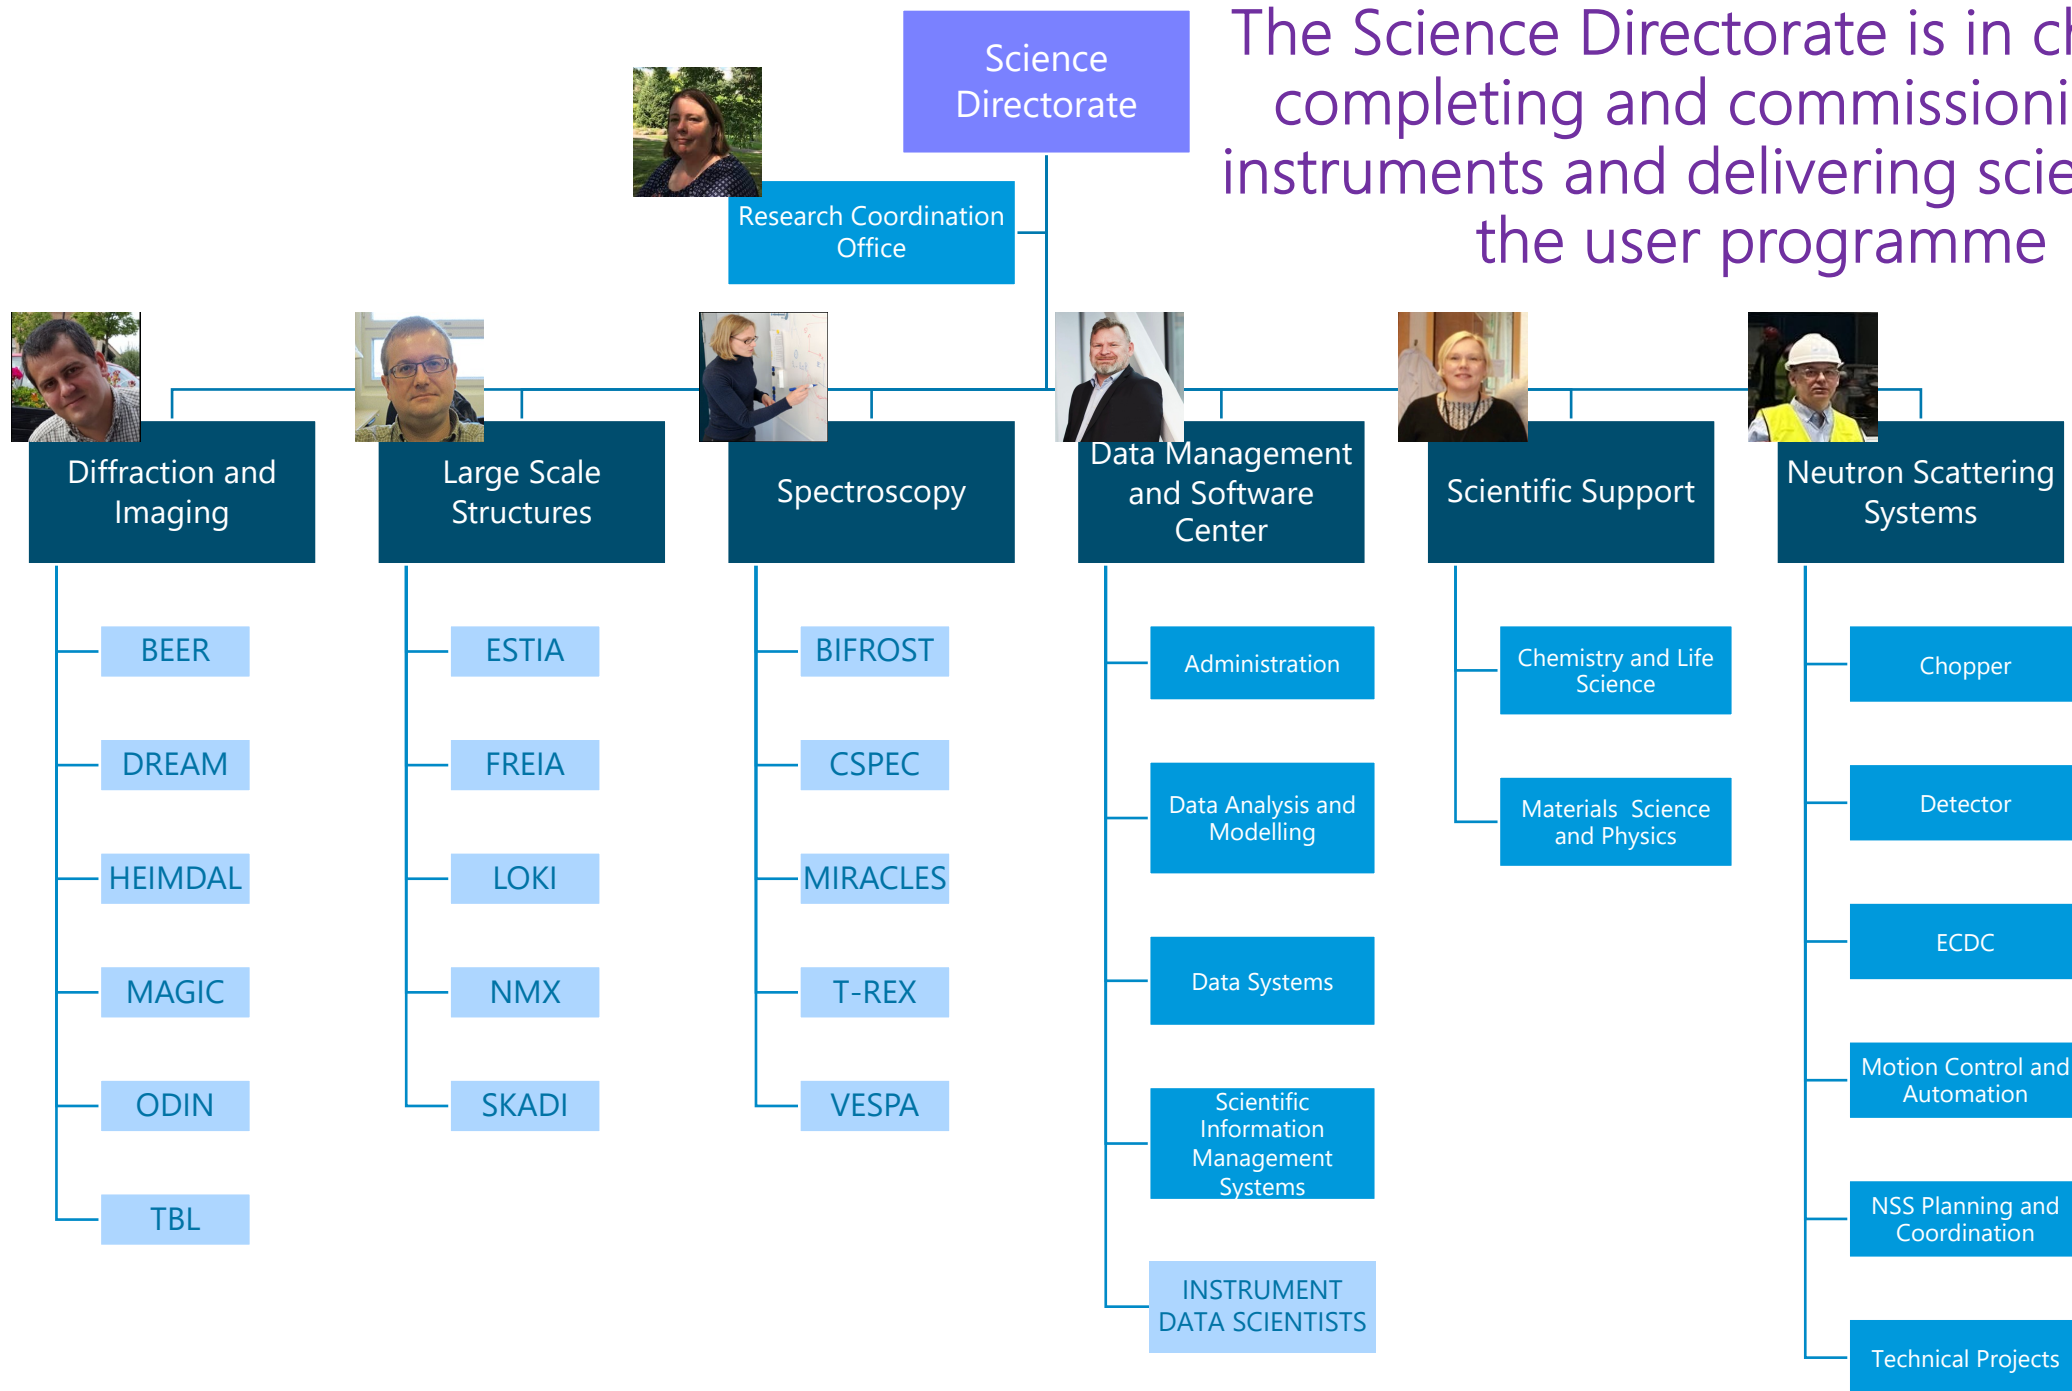 Science
Directorate
The Science Directorate is in
completing and
instruments and delivering
the user programme
Research Coordination
Office
Diffraction and
Imaging
Large Scale
Structures
Spectroscopy
Data Management
and Software
Center
Scientific Support
Neutron Scattering
Systems
BEER
DREAM
HEIMDAL
MAGIC
ODIN
TBL
ESTIA
FREIA
LOKI
NMX
SKADI
BIFROST
CSPEC
MIRACLES
T-REX
VESPA
Administration
Data Analysis and
Modelling
Data Systems
Scientific
Information
Management
Systems
INSTRUMENT
DATA SCIENTISTS
Chemistry and Life
Science
Materials Science
and Physics
Chopper
Detector
ECDC
Motion Control and
Automation
NSS Planning and
Coordination
Technical Projects